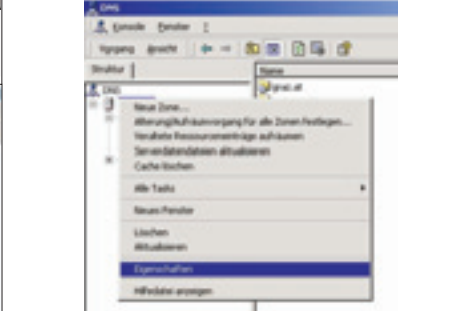 DNS
Konsole Fenster ?
Vorgang Ansicht
Struktur
Name
DNS
Neue Zone...
Alterung/Aufräumvorgang für alle Zonen festlegen...
Veraltete Ressourceneinträge aufräumen
Serverdatendateien aktualisieren
Cache löschen
Alle Tasks
Neues Fenster
Löschen
Aktualisieren
Eigenschaften
Hilfedatei anzeigen